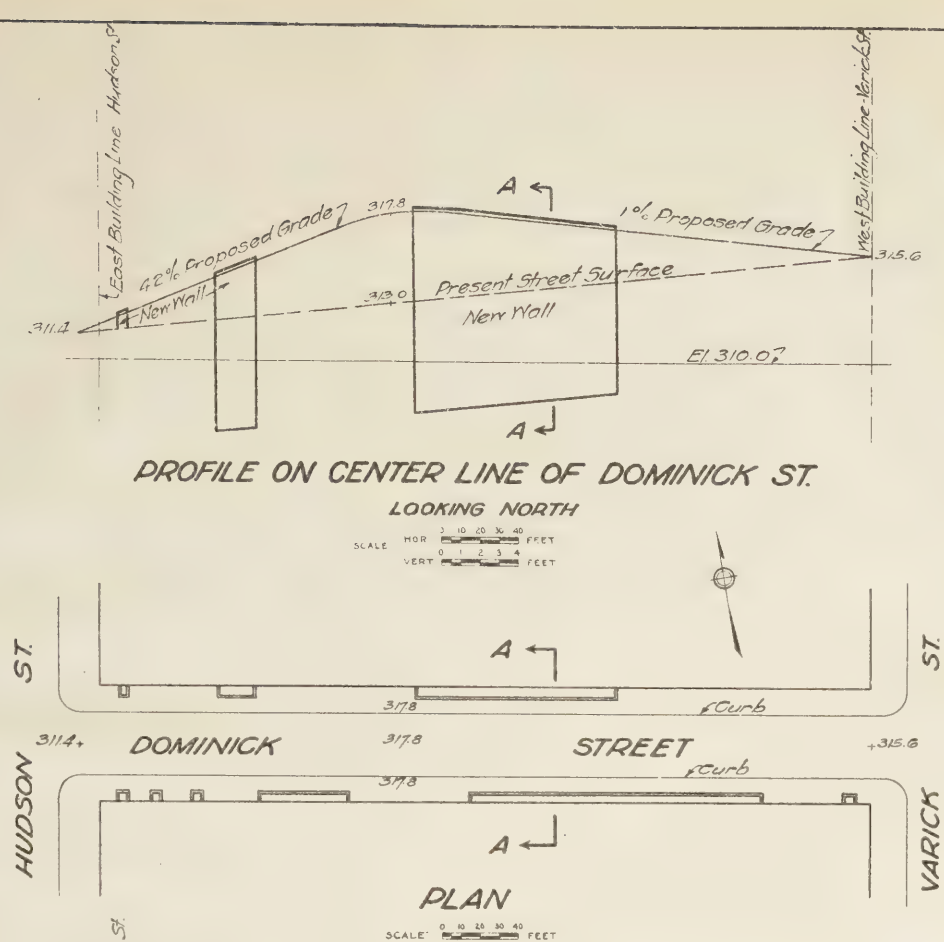 East Building Line Hudson St
West Building Line-Varick St.
A
317.8
1% Proposed Grade
4.2% Proposed Grade
315.6
Present Street Surface
New Wall
313.0
New Wall
311.4
El. 310.0?
A
PROFILE ON CENTER LINE OF DOMINICK ST.
LOOKING NORTH
SCALE HOR 10 20 30 40 FEET
VERT 0 1 2 3 4 FEET
ST.
A
ST.
317.8
Curb
311.4+ DOMINICK 317.8 STREET +315.6
HUDSON
317.8
Curb
VARICK
A
PLAN
SCALE 0 10 20 30 40 FEET
St.